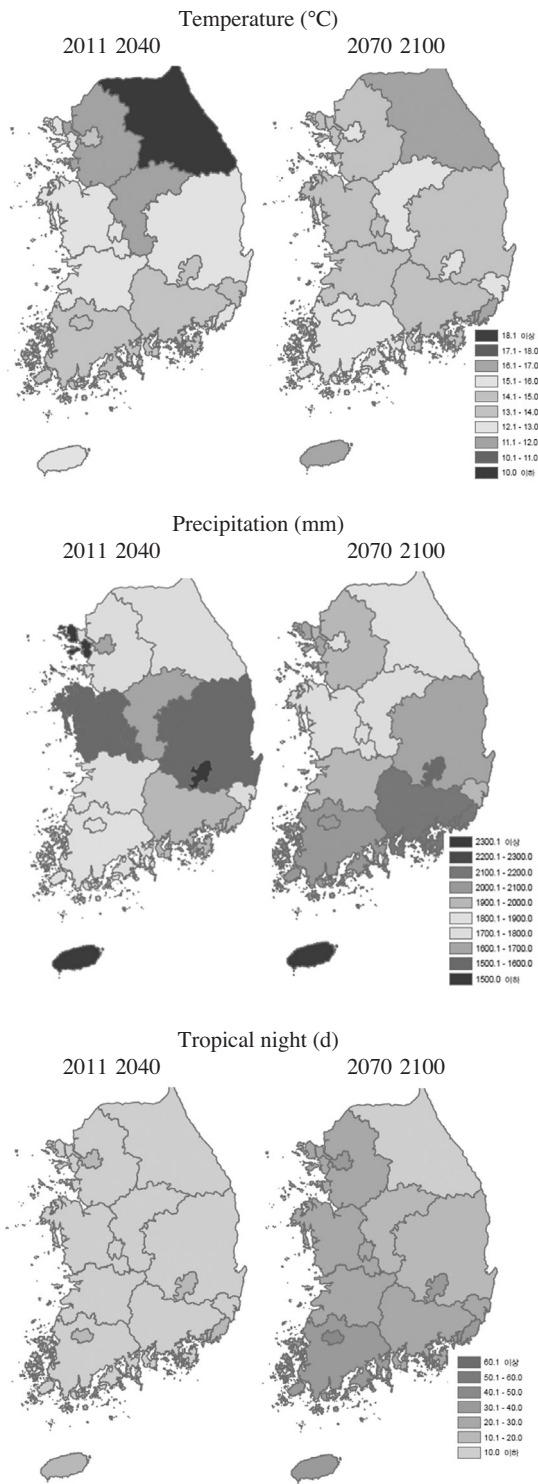 Temperature (°C)
2011 2040 2070 2100
18.1 이상
17.1 - 18.0
16.1 - 17.0
15.1 - 16.0
14.1 - 15.0
13.1 - 14.0
12.1 - 13.0
11.1 - 12.0
10.1 - 11.0
10.0 이하
Precipitation (mm)
2011 2040 2070 2100
2300.1 이상
2200.1 - 2300.0
2100.1 - 2200.0
2000.1 - 2100.0
1900.1 - 2000.0
1800.1 - 1900.0
1700.1 - 1800.0
1600.1 - 1700.0
1500.1 - 1600.0
1500.0 이하
Tropical night (d)
2011 2040 2070 2100
60.1 이상
50.1 - 60.0
40.1 - 50.0
30.1 - 40.0
20.1 - 30.0
10.1 - 20.0
10.0 이하